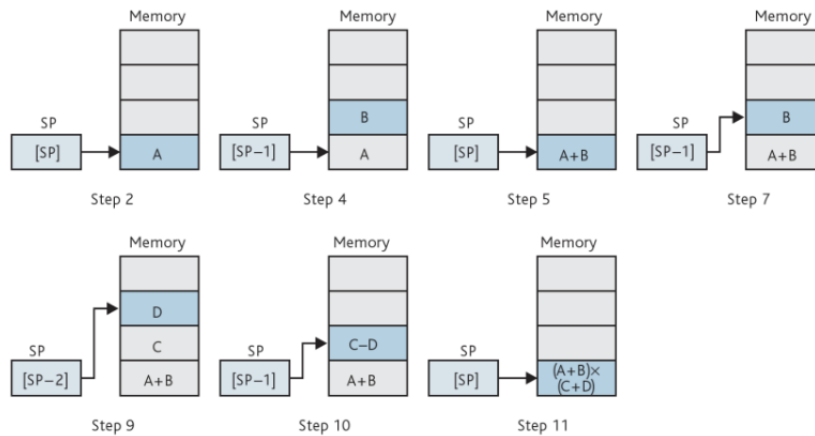 Memory
SP
[SP]
A
Step 2
Memory
SP
[SP−1]
B
A
Step 4
Memory
SP
[SP]
A+B
Step 5
Memory
SP
[SP−1]
B
A+B
Step 7
Memory
SP
[SP−2]
D
C
A+B
Step 9
Memory
SP
[SP−1]
C−D
A+B
Step 10
Memory
SP
[SP]
(A+B)×
(C+D)
Step 11